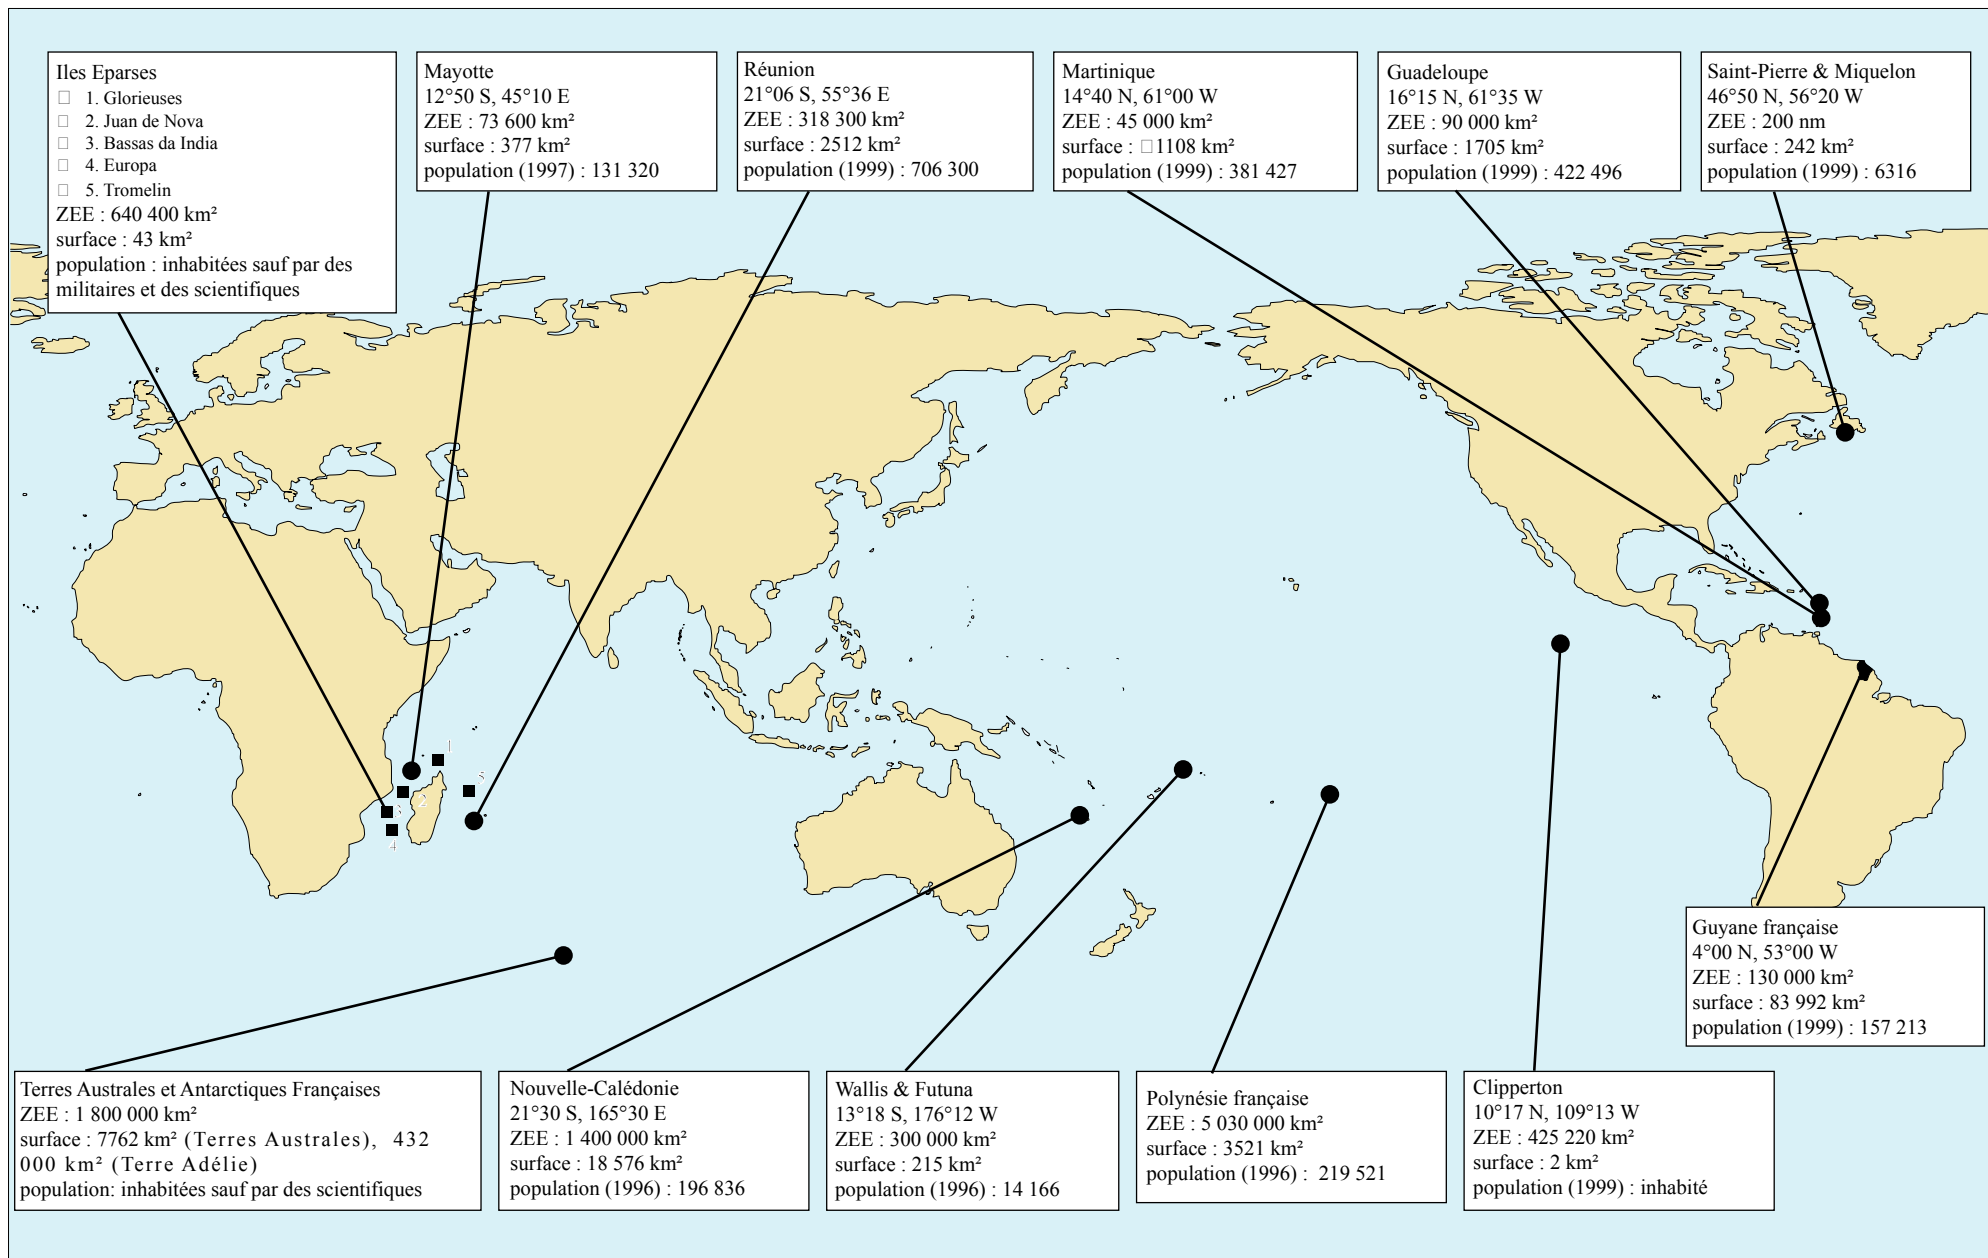 Iles Eparses
1. Glorieuses
2. Juan de Nova
3. Bassas da India
4. Europa
5. Tromelin
ZEE : 640 400 km²
surface : 43 km²
population : inhabitées sauf par des
militaires et des scientifiques
Mayotte
12°50 S, 45°10 E
ZEE : 73 600 km²
surface : 377 km²
population (1997) : 131 320
Réunion
21°06 S, 55°36 E
ZEE : 318 300 km²
surface : 2512 km²
population (1999) : 706 300
Martinique
14°40 N, 61°00 W
ZEE : 45 000 km²
surface : 1108 km²
population (1999) : 381 427
Guadeloupe
16°15 N, 61°35 W
ZEE : 90 000 km²
surface : 1705 km²
population (1999) : 422 496
Saint-Pierre & Miquelon
46°50 N, 56°20 W
ZEE : 200 nm
surface : 242 km²
population (1999) : 6316
1
5
2
3
4
Guyane française
4°00 N, 53°00 W
ZEE : 130 000 km²
surface : 83 992 km²
population (1999) : 157 213
Terres Australes et Antarctiques Françaises
ZEE : 1 800 000 km²
surface : 7762 km² (Terres Australes), 432
000 km² (Terre Adélie)
population: inhabitées sauf par des scientifiques
Nouvelle-Calédonie
21°30 S, 165°30 E
ZEE : 1 400 000 km²
surface : 18 576 km²
population (1996) : 196 836
Wallis & Futuna
13°18 S, 176°12 W
ZEE : 300 000 km²
surface : 215 km²
population (1996) : 14 166
Polynésie française
ZEE : 5 030 000 km²
surface : 3521 km²
population (1996) : 219 521
Clipperton
10°17 N, 109°13 W
ZEE : 425 220 km²
surface : 2 km²
population (1999) : inhabité